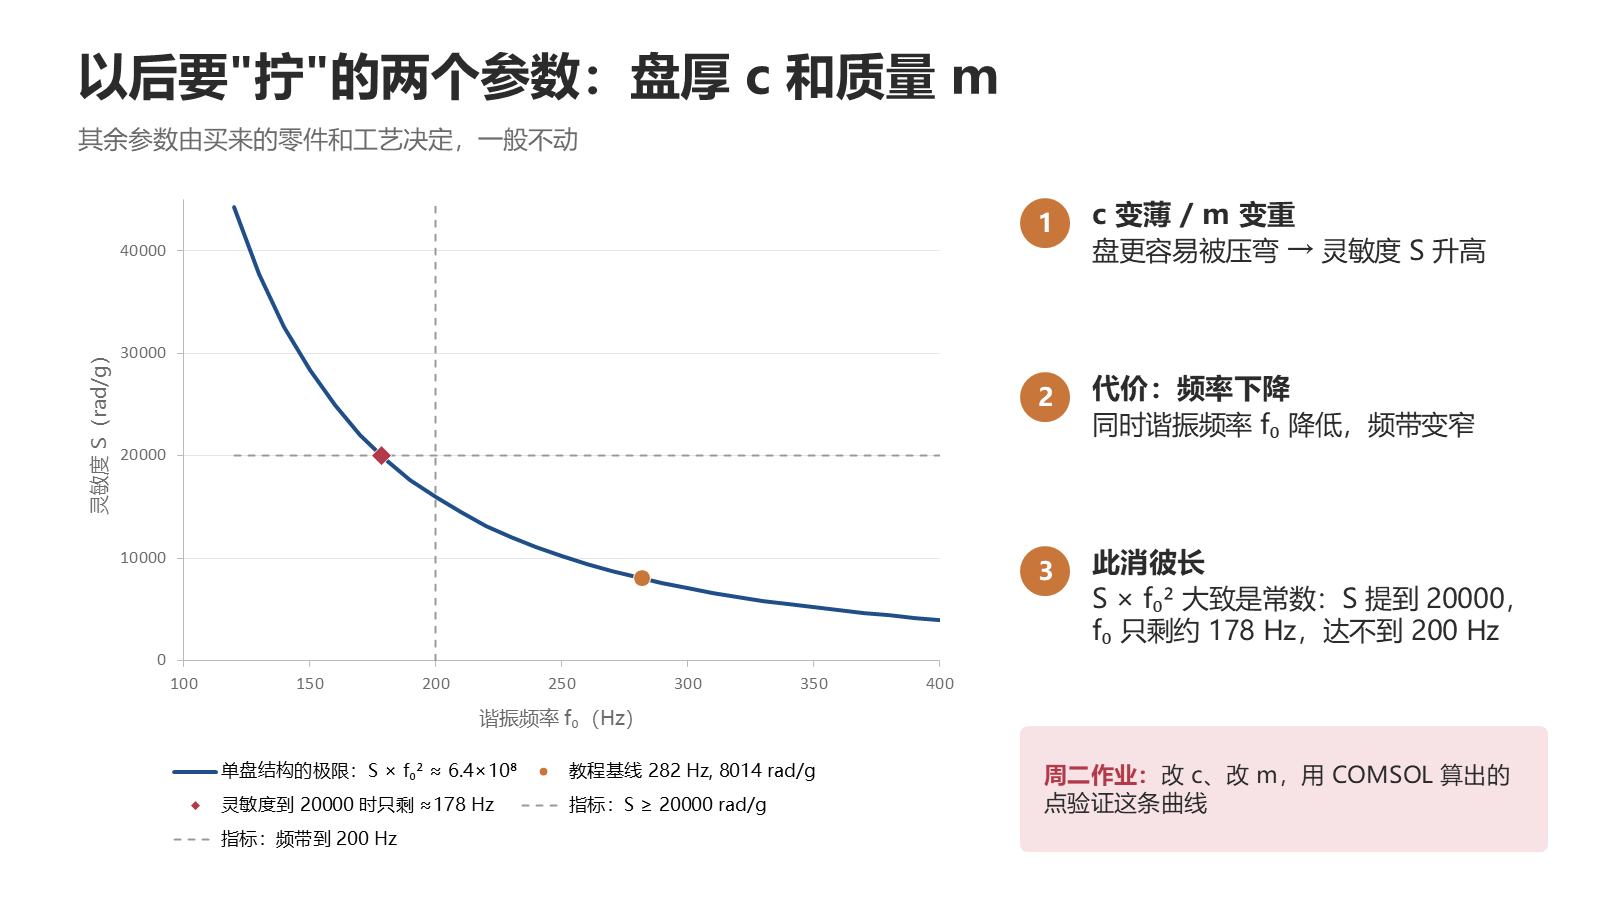 以后要"拧"的两个参数：盘厚 c 和质量 m
其余参数由买来的零件和工艺决定，一般不动
灵敏度 S（rad/g）
40000
30000
20000
10000
0
100
150
200
250
300
350
400
谐振频率 f₀（Hz）
单盘结构的极限：S × f₀² ≈ 6.4×10⁸
教程基线 282 Hz, 8014 rad/g
灵敏度到 20000 时只剩 ≈178 Hz
指标：S ≥ 20000 rad/g
指标：频带到 200 Hz
1
c 变薄 / m 变重
盘更容易被压弯 → 灵敏度 S 升高
2
代价：频率下降
同时谐振频率 f₀ 降低，频带变窄
3
此消彼长
S × f₀² 大致是常数：S 提到 20000，
f₀ 只剩约 178 Hz，达不到 200 Hz
周二作业：改 c、改 m，用 COMSOL 算出的
点验证这条曲线